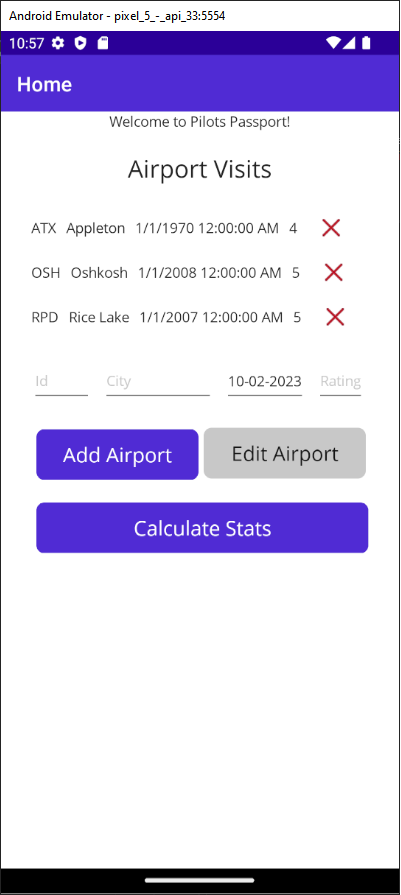 Android Emulator - pixel_5_-_api_33:5554
10:57
Home
Welcome to Pilots Passport!
Airport Visits
ATX Appleton 1/1/1970 12:00:00 AM 4
OSH Oshkosh 1/1/2008 12:00:00 AM 5
RPD Rice Lake 1/1/2007 12:00:00 AM 5
Id City 10-02-2023 Rating
Add Airport Edit Airport
Calculate Stats